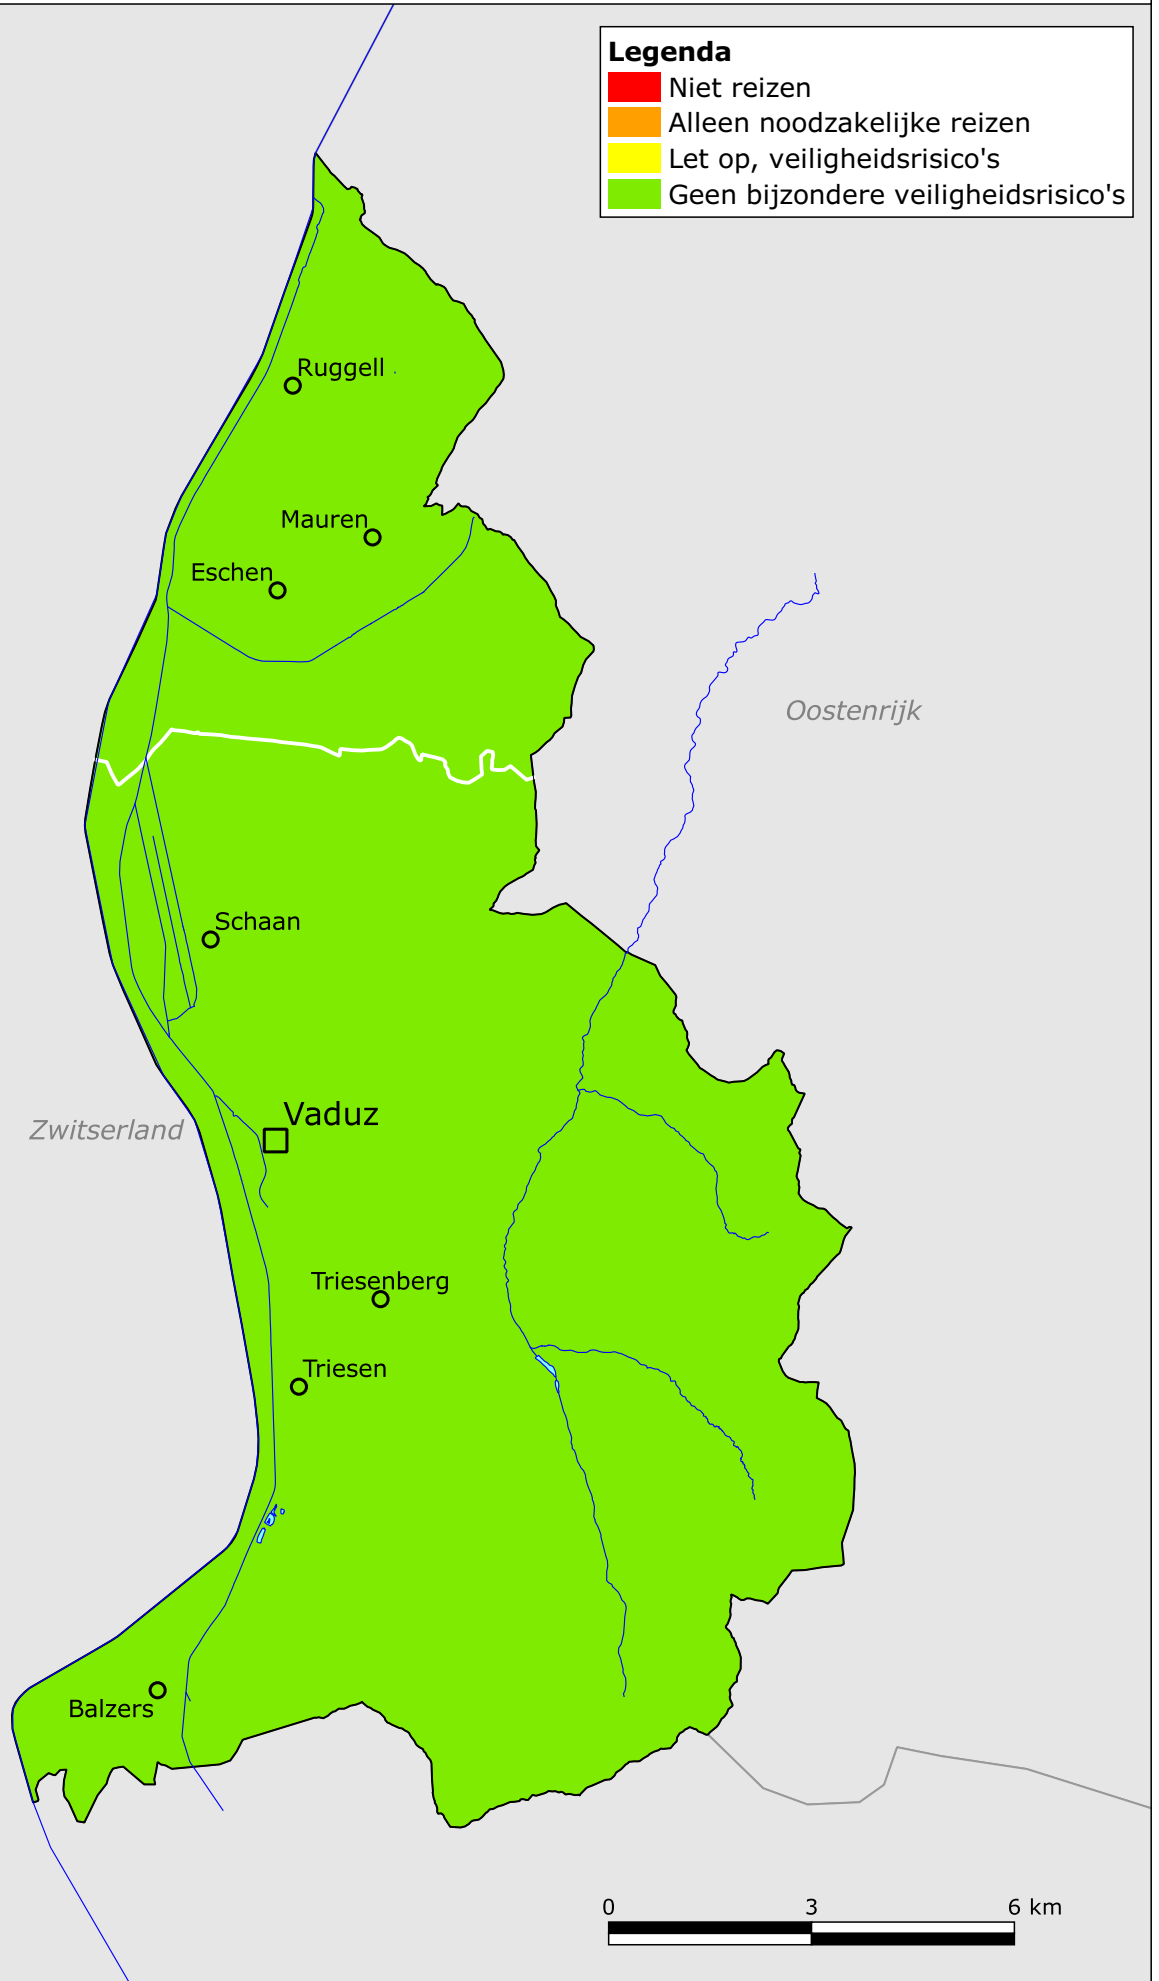 Legenda
Niet reizen
Alleen noodzakelijke reizen
Let op, veiligheidsrisico's
Geen bijzondere veiligheidsrisico's
Ruggell
Mauren
Eschen
Oostenrijk
Schaan
Vaduz
Zwitserland
Triesenberg
Triesen
Balzers
0 3 6 km